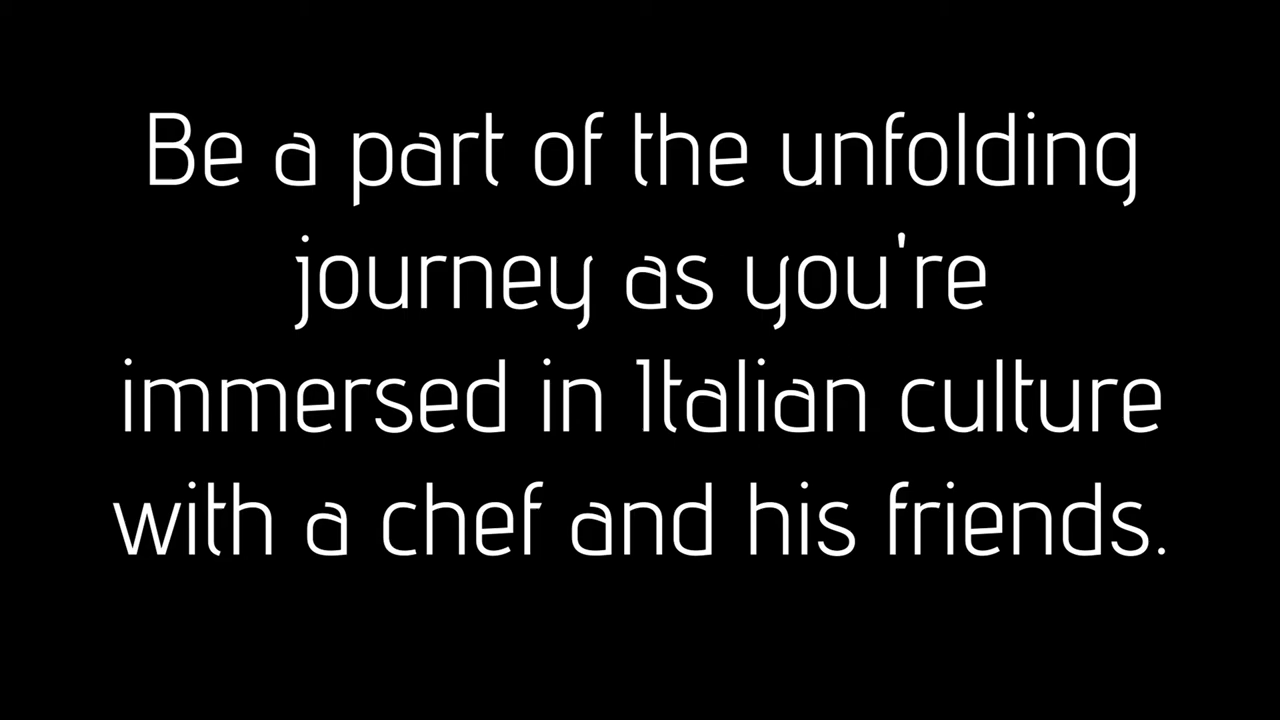 Be a part of the unfolding
journey as you're
immersed in Italian culture
with a chef and his friends.